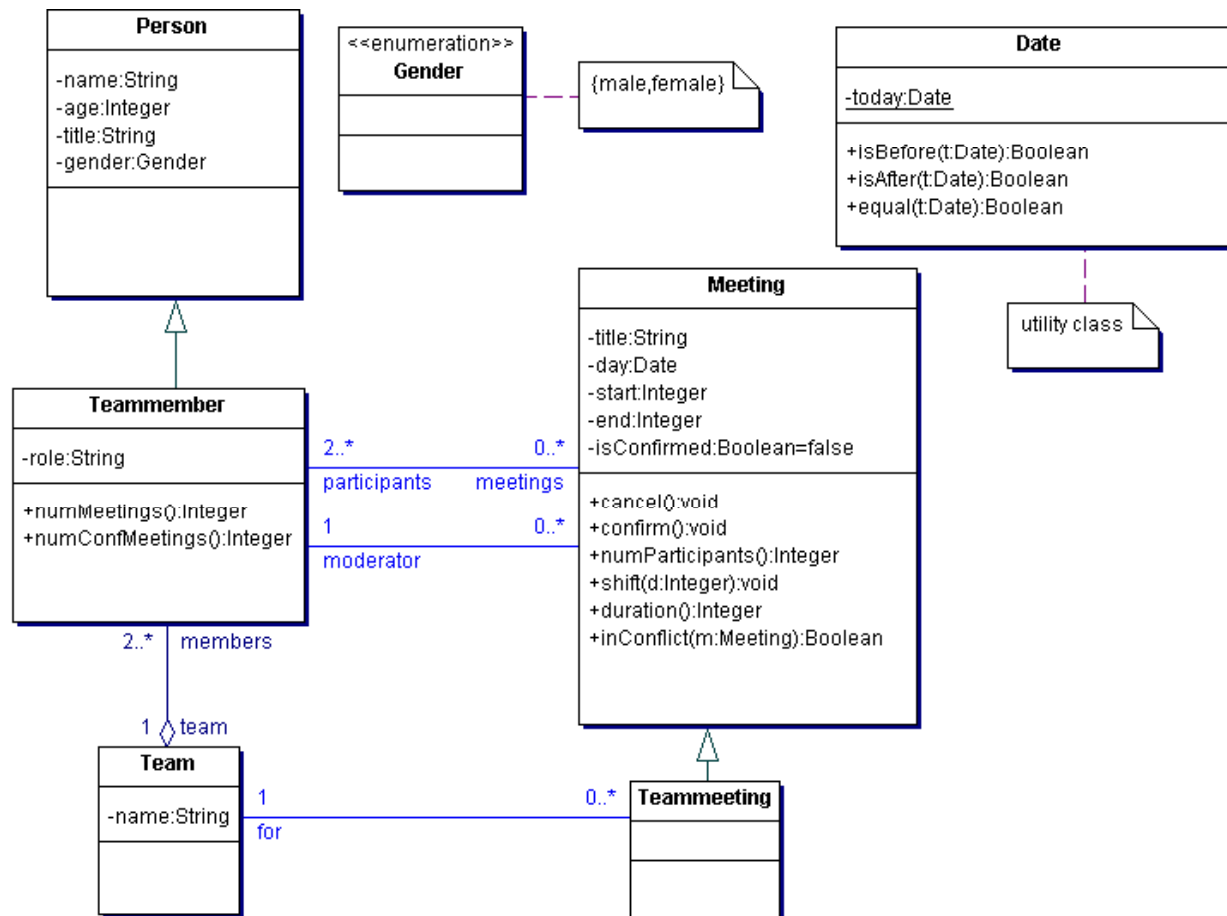 Person
-name:String
-age:Integer
-title:String
-gender:Gender
<<enumeration>>
Gender
{male,female}
Date
-today:Date
+isBefore(t:Date):Boolean
+isAfter(t:Date):Boolean
+equal(t:Date):Boolean
utility class
Meeting
-title:String
-day:Date
-start:Integer
-end:Integer
-isConfirmed:Boolean=false
+cancel():void
+confirm():void
+numParticipants():Integer
+shift(d:Integer):void
+duration():Integer
+inConflict(m:Meeting):Boolean
Teammember
-role:String
+numMeetings():Integer
+numConfMeetings():Integer
2..* 0..*
participants meetings
1 0..*
moderator
2..* members
1 team
Team
-name:String
1 0..*
for
Teammeeting